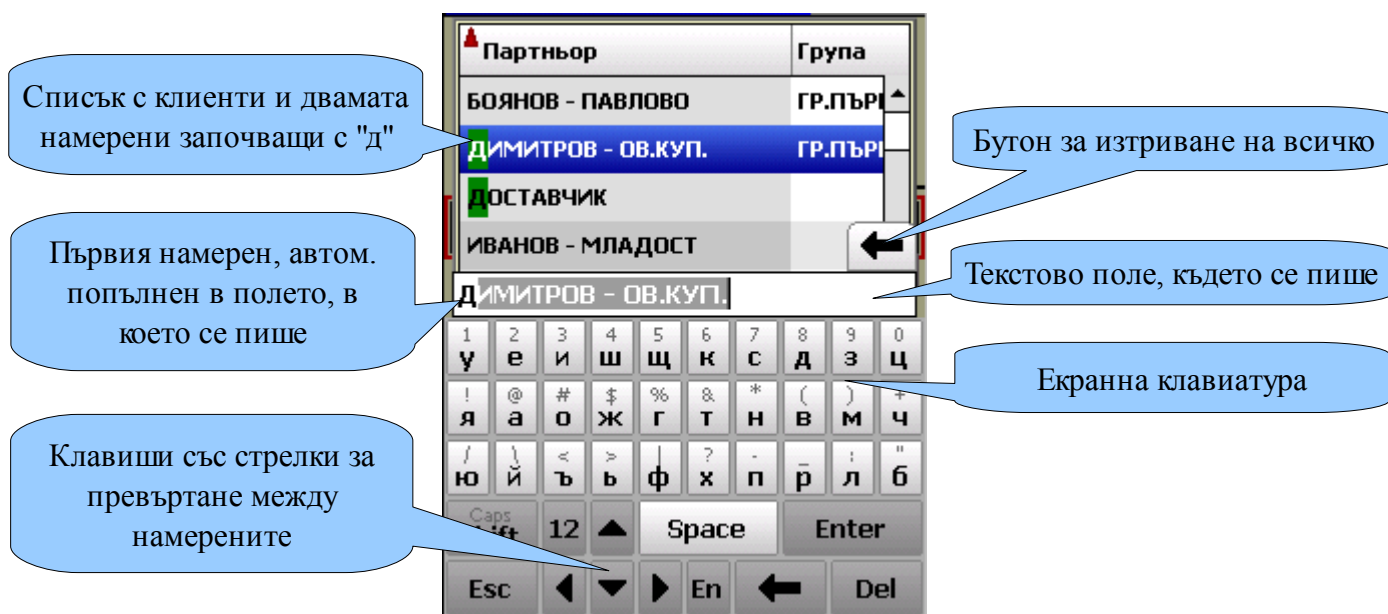 Партньор Група
БОЯНОВ - ПАВЛОВО ГР.ПЪР
ДИМИТРОВ - ОВ.КУП. ГР.ПЪР
ДОСТАВЧИК
ИВАНОВ - МЛАДОСТ
ДИМИТРОВ - ОВ.КУП.
1 2 3 4 5 6 7 8 9 0
у е и ш щ к с д з ц
! @ # $ % & * ( ) +
я а о ж г т н в м ч
/ \ < > | ? - _ : "
ю й ъ ь ф х п р л б
Caps 12 Space Enter
Esc En Del
Списък с клиенти и двамата
намерени започващи с "д"
Първия намерен, автом.
попълнен в полето, в
което се пише
Клавиши със стрелки за
превъртане между
намерените
Бутон за изтриване на всичко
Текстово поле, където се пише
Екранна клавиатура